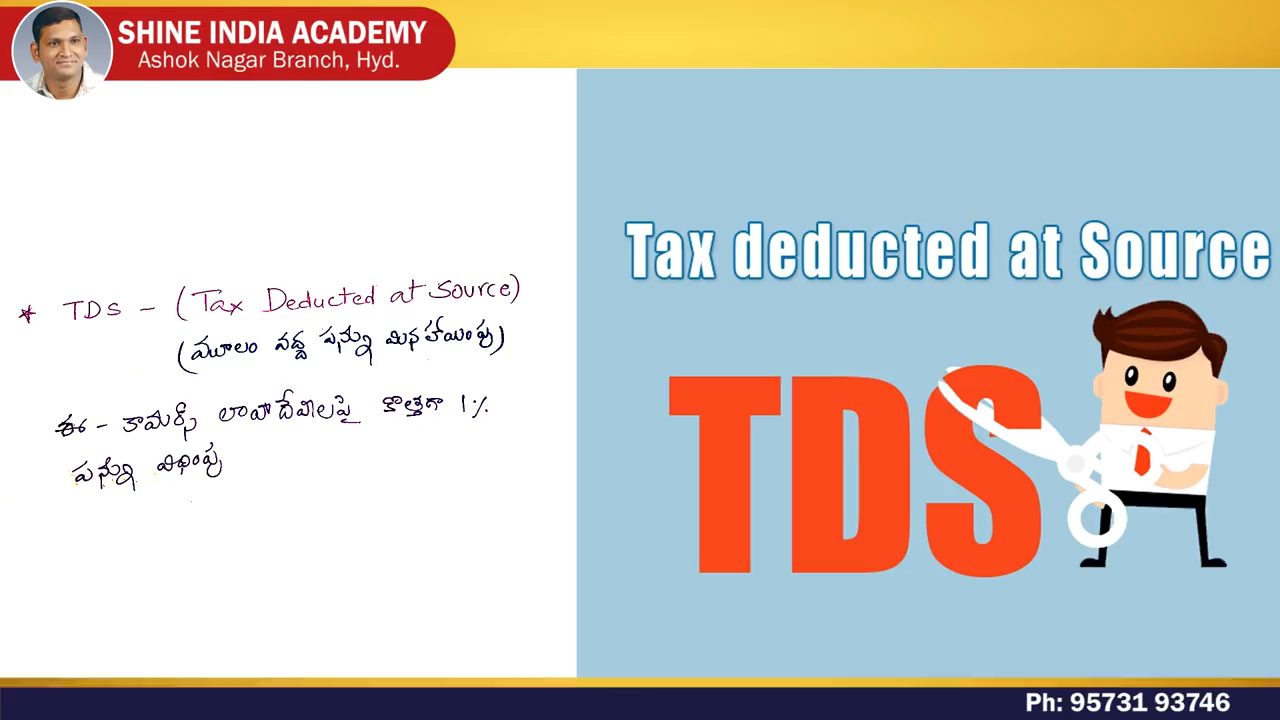 SHINE INDIA ACADEMY
Ashok Nagar Branch, Hyd.
Tax deducted at Source
* TDS - (Tax Deducted at Source)
(మూలం వద్ద పన్ను మినహాయింపు)
TDS
ఈ - కామర్స్ లావాదేవీలపై కొత్తగా 1%
పన్ను విధింపు
Ph: 95731 93746